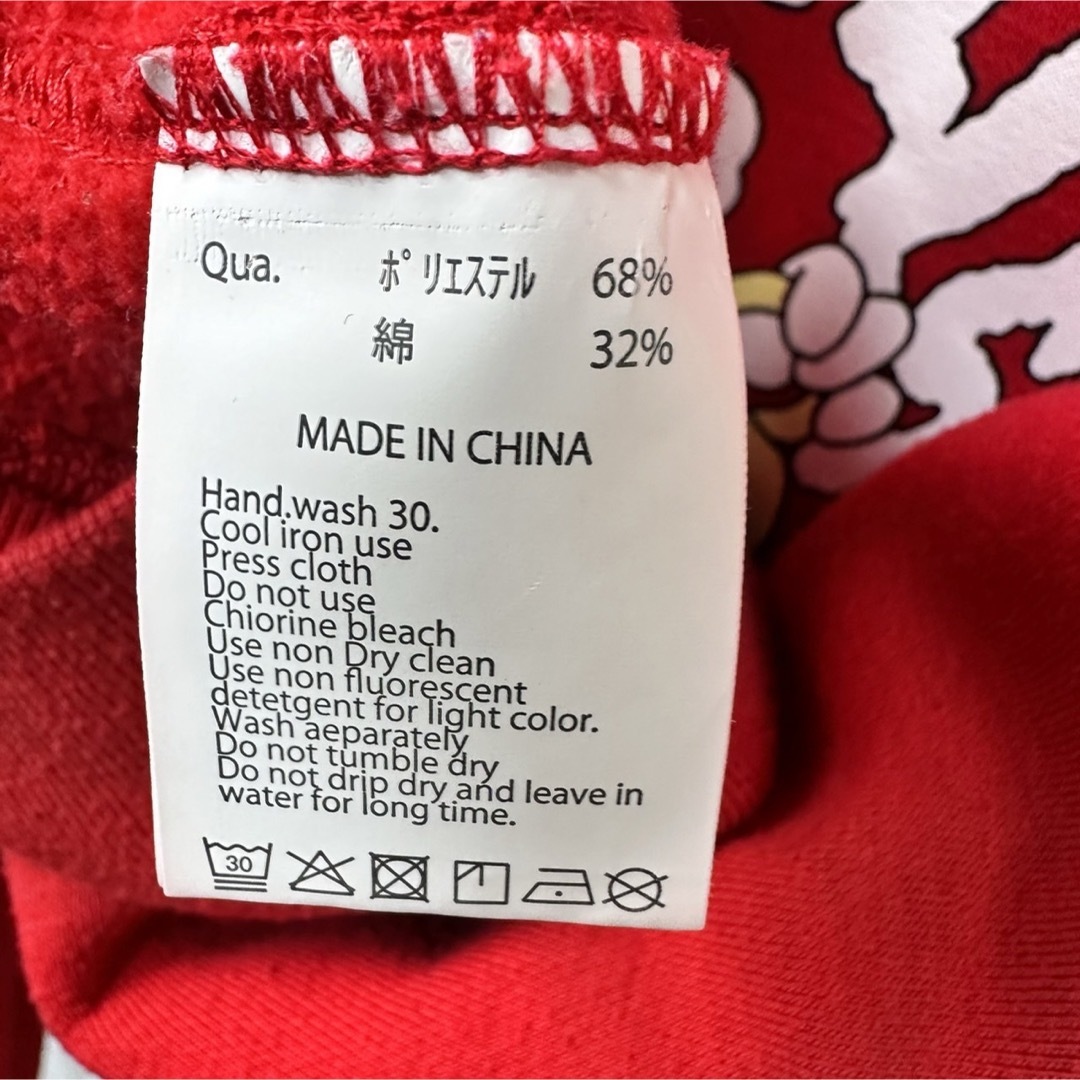 Qua. ポリエステル 68%
綿 32%
MADE IN CHINA
Hand.wash 30.
Cool iron use
Press cloth
Do not use
Chiorine bleach
Use non Dry clean
Use non fluorescent
detetgent for light color.
Wash aeparately
Do not tumble dry
Do not drip dry and leave in
water for long time.
30